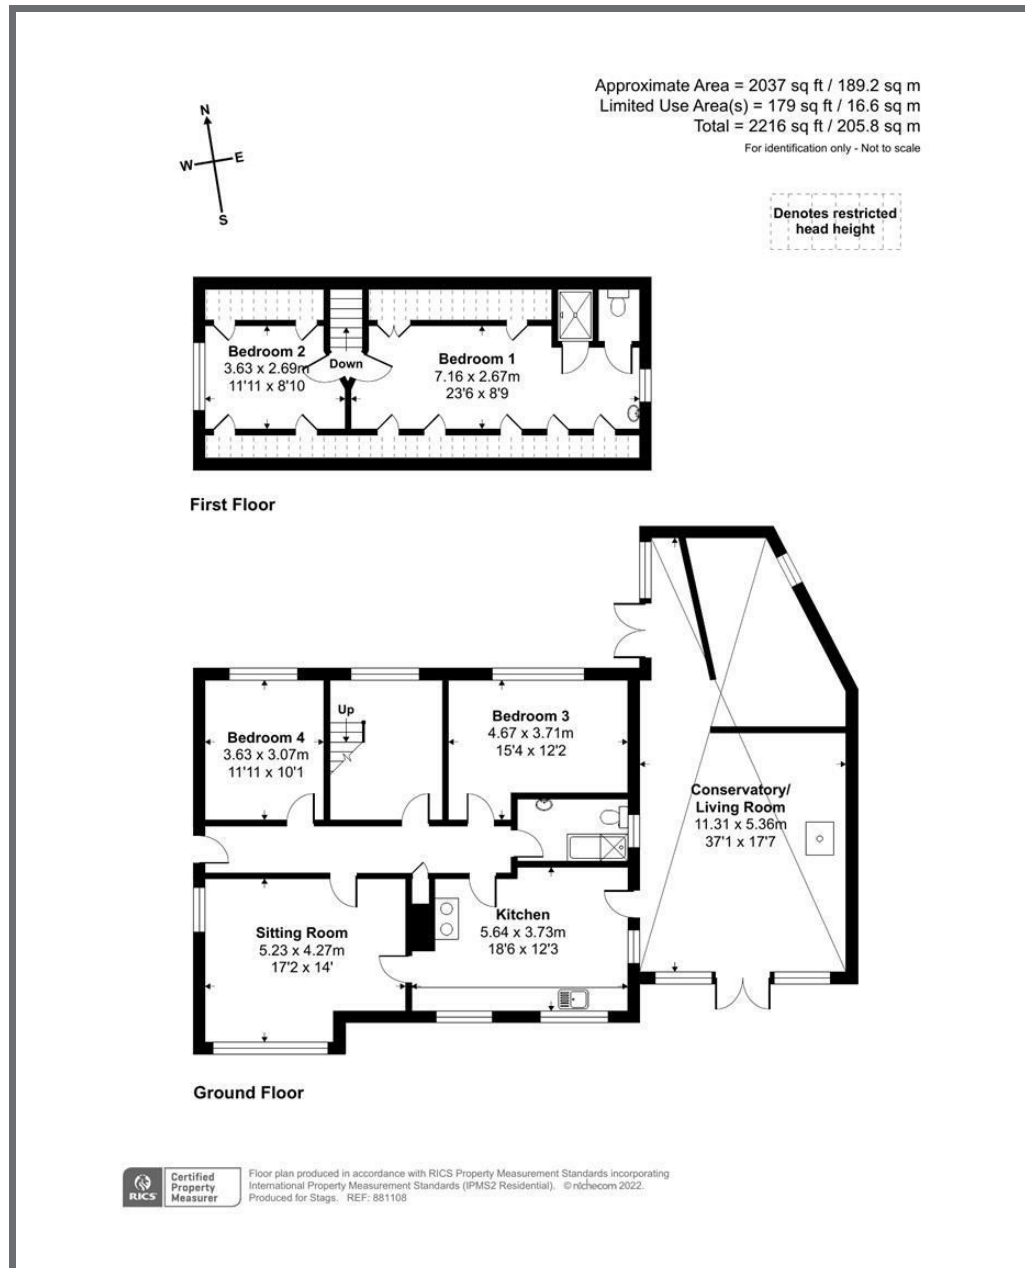 Approximate Area = 2037 sq ft / 189.2 sq m
Limited Use Area(s) = 179 sq ft / 16.6 sq m
Total = 2216 sq ft / 205.8 sq m
For identification only - Not to scale
N
W
E
S
Denotes restricted
head height
Bedroom 2
3.63 x 2.69m
11'11 x 8'10
Down
Bedroom 1
7.16 x 2.67m
23'6 x 8'9
First Floor
Up
Bedroom 4
3.63 x 3.07m
11'11 x 10'1
Bedroom 3
4.67 x 3.71m
15'4 x 12'2
Conservatory/
Living Room
11.31 x 5.36m
37'1 x 17'7
Sitting Room
5.23 x 4.27m
17'2 x 14'
Kitchen
5.64 x 3.73m
18'6 x 12'3
Ground Floor
RICS
Certified
Property
Measurer
Floor plan produced in accordance with RICS Property Measurement Standards incorporating
International Property Measurement Standards (IPMS2 Residential). © nichecom 2022.
Produced for Stags. REF: 881108